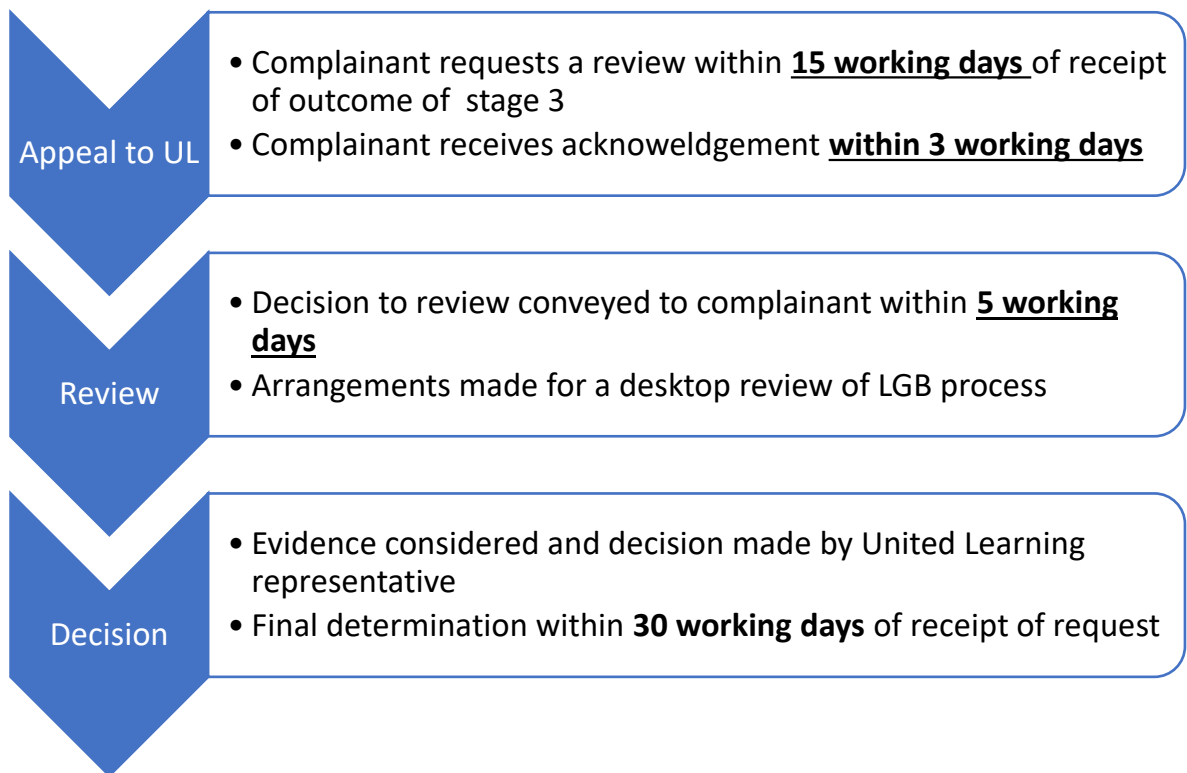 Appeal to UL
• Complainant requests a review within 15 working days of receipt
of outcome of stage 3
• Complainant receives acknoweldgement within 3 working days
Review
• Decision to review conveyed to complainant within 5 working
days
• Arrangements made for a desktop review of LGB process
Decision
• Evidence considered and decision made by United Learning
representative
• Final determination within 30 working days of receipt of request